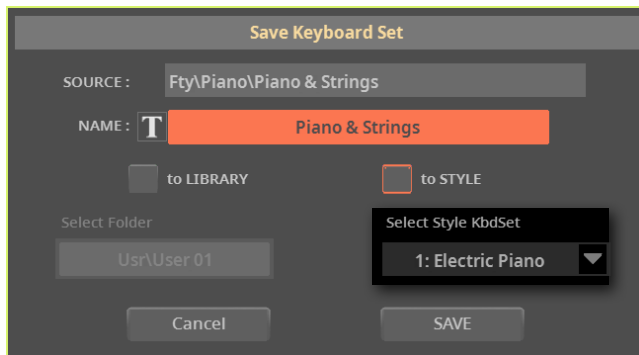 Save Keyboard Set
SOURCE : Fty\Piano\Piano & Strings
NAME : T Piano & Strings
to LIBRARY to STYLE
Select Folder Select Style KbdSet
Usr\User 01 1: Electric Piano
Cancel SAVE